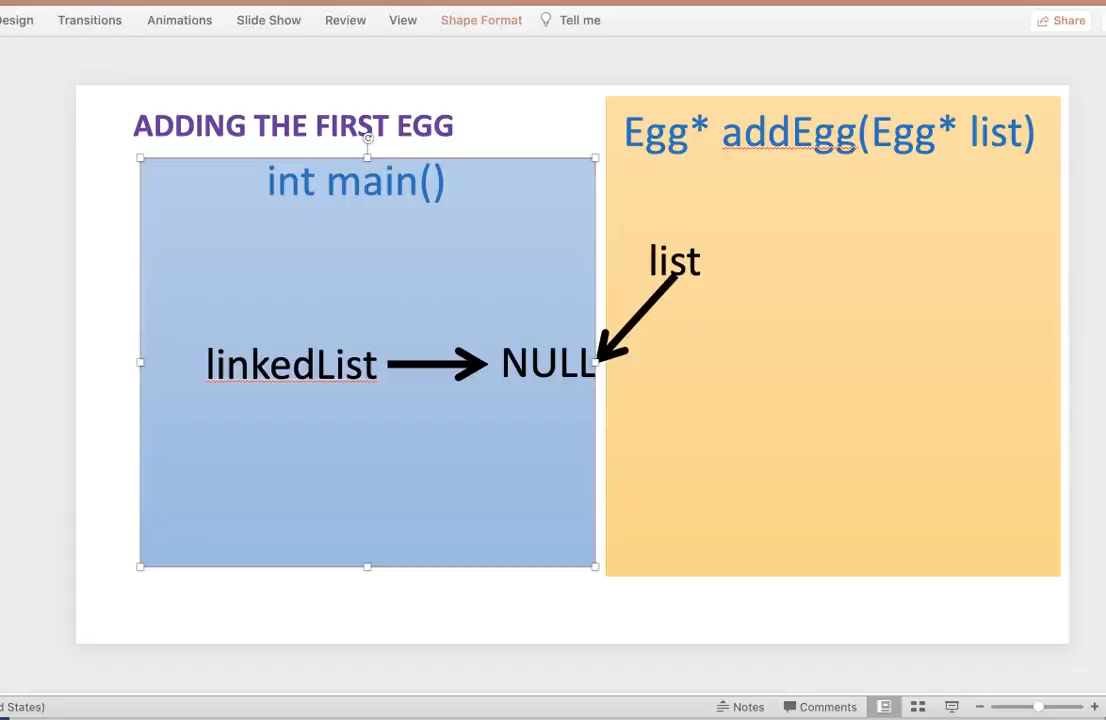 esign Transitions Animations Slide Show Review View Shape Format Tell me Share
ADDING THE FIRST EGG
int main()
linkedList
NULL
Egg* addEgg(Egg* list)
list
d States) Notes Comments